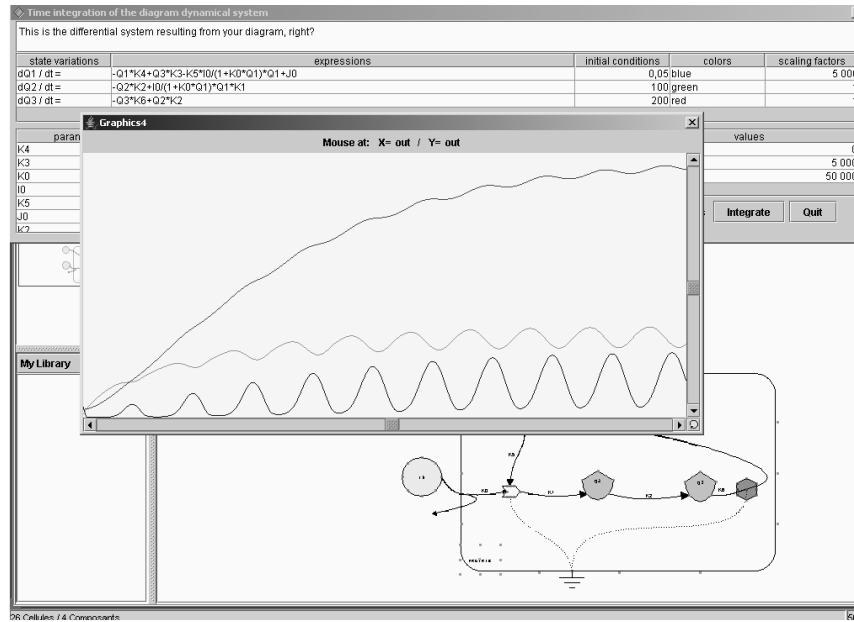 Time integration of the diagram dynamical system
This is the differential system resulting from your diagram, right?
state variations expressions initial conditions colors scaling factors
dQ1 / dt = -Q1*K4+Q3*K3-K5*I0/(1+K0*Q1)*Q1+J0 0,05 blue 5 000
dQ2 / dt = -Q2*K2+I0/(1+K0*Q1)*Q1*K1 100 green
dQ3 / dt = -Q3*K6+Q2*K2 200 red
Graphics4
Mouse at: X= out / Y= out
param values
K4
K3 5 000
K0 50 000
I0
K5
J0
K2
Integrate Quit
My Library
K5
K0 K1 Q2 K2 K6
26 Cellules / 4 Composants